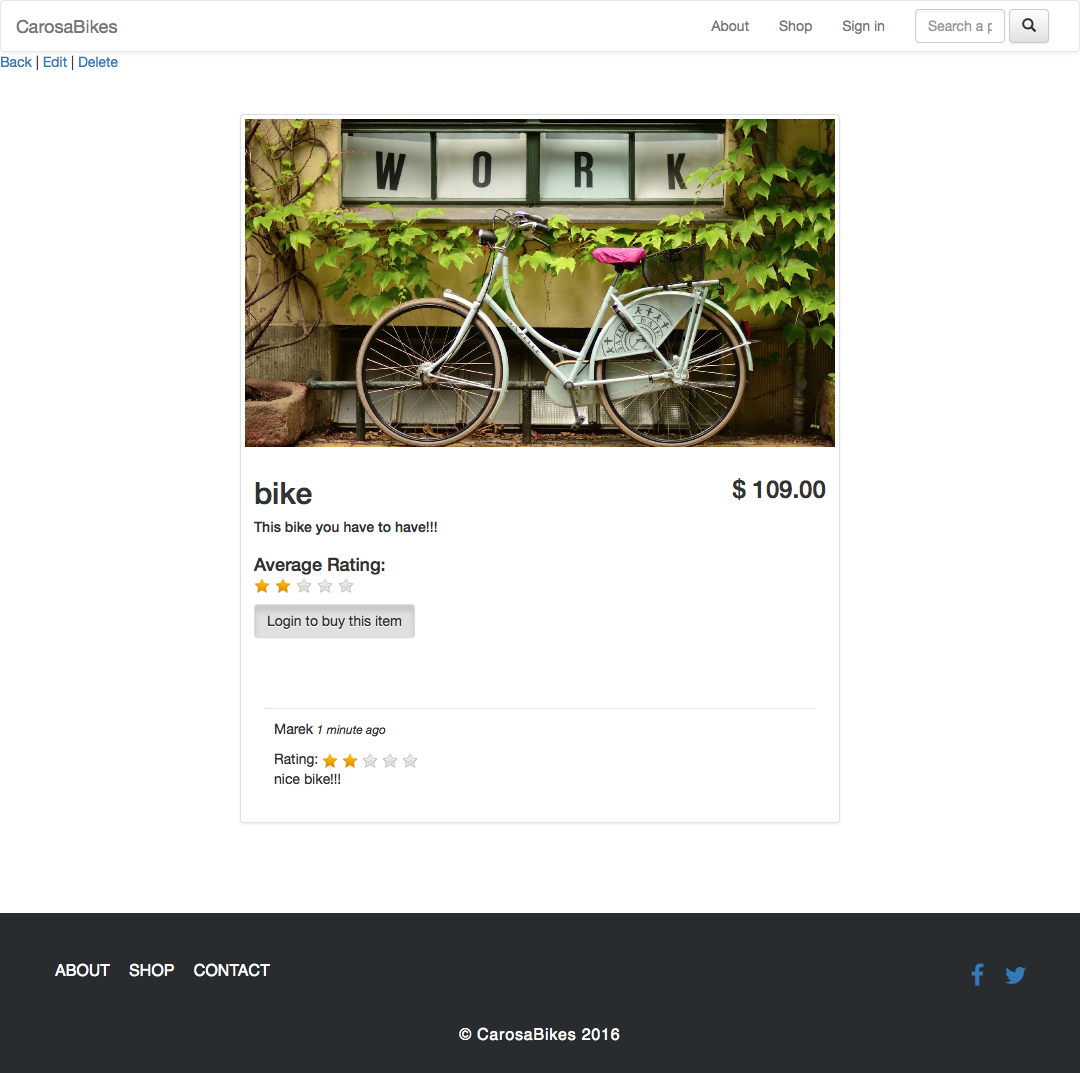 CarosaBikes About Shop Sign in Search a p
Back | Edit | Delete
W O R K
bike $ 109.00
This bike you have to have!!!
Average Rating:
Login to buy this item
Marek 1 minute ago
Rating:
nice bike!!!
ABOUT SHOP CONTACT
© CarosaBikes 2016